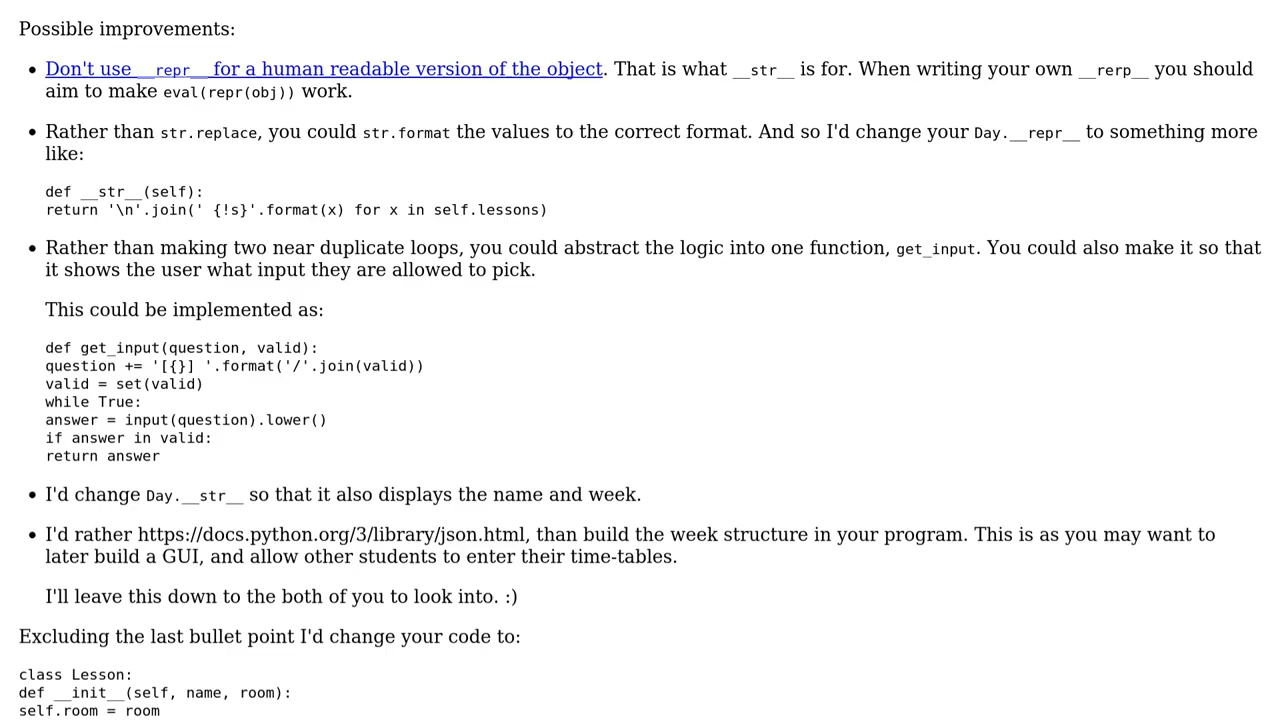 Possible improvements:
• Don't use __repr__ for a human readable version of the object. That is what __str__ is for. When writing your own __rerp__ you should
aim to make eval(repr(obj)) work.
• Rather than str.replace, you could str.format the values to the correct format. And so I'd change your Day.__repr__ to something more
like:
def __str__(self):
return '\n'.join(' {!s}'.format(x) for x in self.lessons)
• Rather than making two near duplicate loops, you could abstract the logic into one function, get_input. You could also make it so that
it shows the user what input they are allowed to pick.
This could be implemented as:
def get_input(question, valid):
question += '[{}] '.format('/'.join(valid))
valid = set(valid)
while True:
answer = input(question).lower()
if answer in valid:
return answer
• I'd change Day.__str__ so that it also displays the name and week.
• I'd rather https://docs.python.org/3/library/json.html, than build the week structure in your program. This is as you may want to
later build a GUI, and allow other students to enter their time-tables.
I'll leave this down to the both of you to look into. :)
Excluding the last bullet point I'd change your code to:
class Lesson:
def __init__(self, name, room):
self.room = room